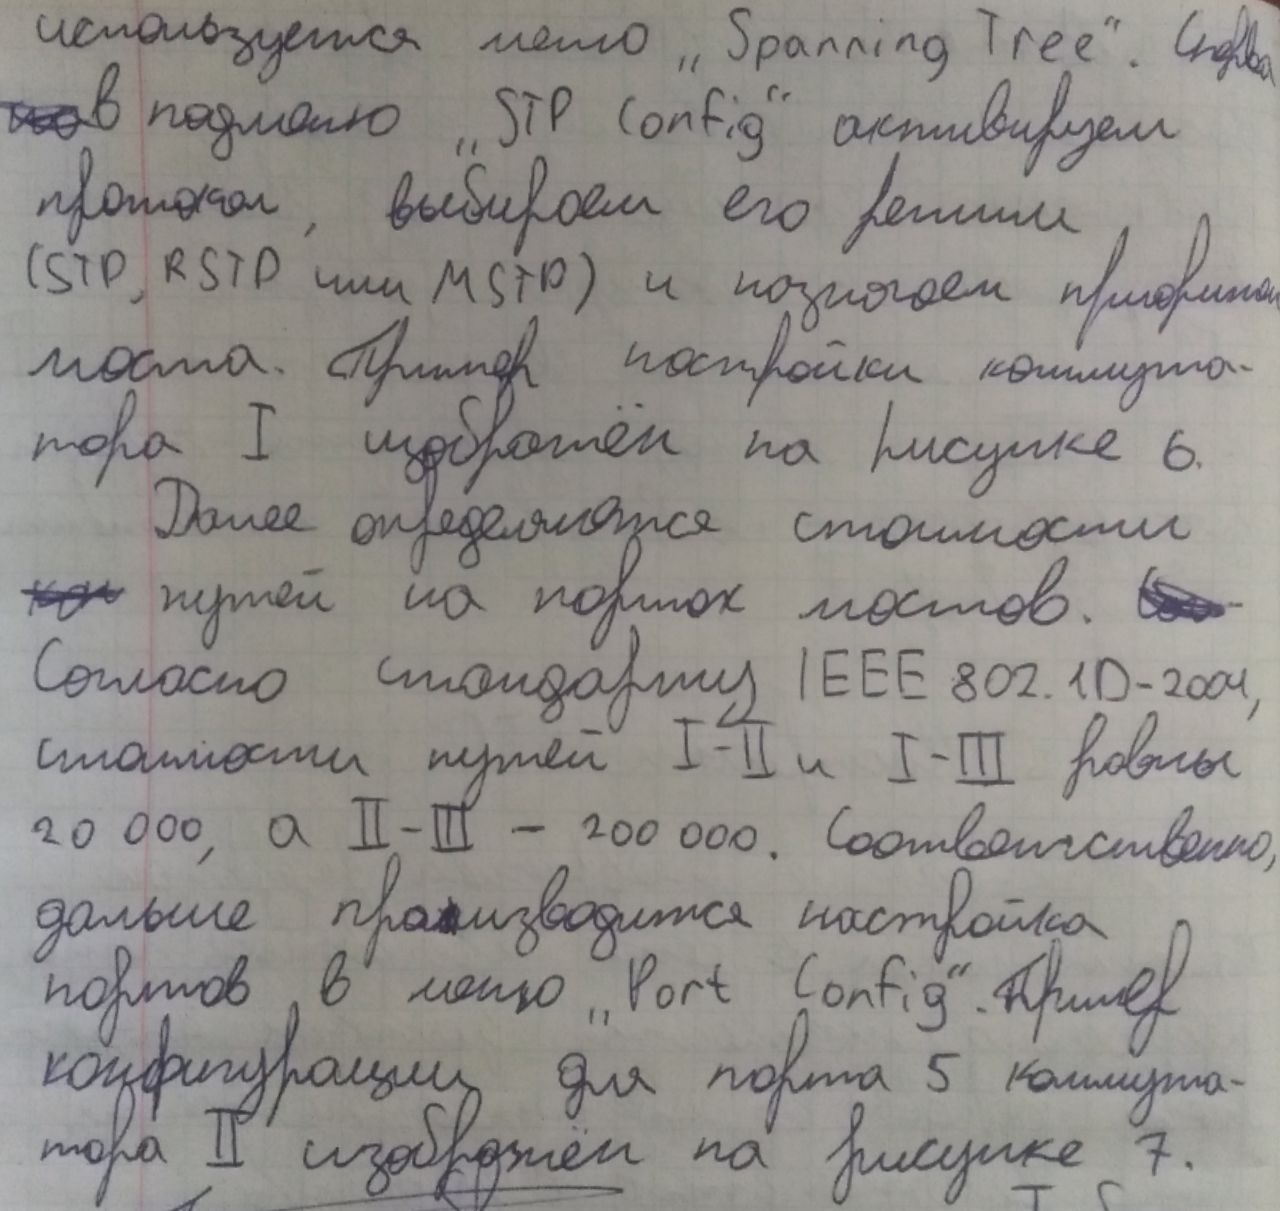 используется меню „Spanning Tree“. Сперва
в подменю „STP Config“ активируем
протокол, выбираем его режим
(STP, RSTP или MSTP) и назначаем приоритет
моста. Пример настройки коммута-
тора I изображён на рисунке 6.
Далее определяются стоимости
путей на портах мостов.
Согласно стандарту IEEE 802.1D-2004,
стоимости путей I-II и I-III равны
20 000, а II-III – 200 000. Соответственно,
дальше производится настройка
портов в меню „Port Config“. Пример
конфигурации для порта 5 коммута-
тора II изображён на рисунке 7.